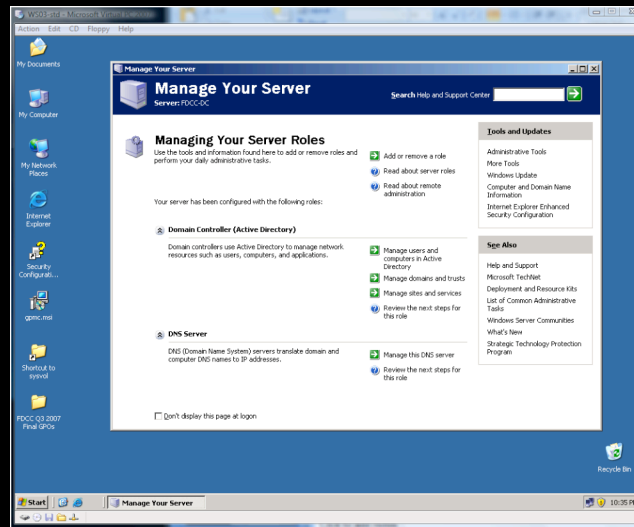 WS03-std - Microsoft Virtual PC 2007
Action Edit CD Floppy Help
My Documents
My Computer
My Network
Places
Internet
Explorer
Security
Configurati...
gpmc.msi
Shortcut to
sysvol
FDCC Q3 2007
Final GPOs
Manage Your Server
Manage Your Server
Server: FDCC-DC
Search Help and Support Center
Managing Your Server Roles
Use the tools and information found here to add or remove roles and
perform your daily administrative tasks.
Your server has been configured with the following roles:
Add or remove a role
Read about server roles
Read about remote
administration
Domain Controller (Active Directory)
Domain controllers use Active Directory to manage network
resources such as users, computers, and applications.
Manage users and
computers in Active
Directory
Manage domains and trusts
Manage sites and services
Review the next steps for
this role
DNS Server
DNS (Domain Name System) servers translate domain and
computer DNS names to IP addresses.
Manage this DNS server
Review the next steps for
this role
Don't display this page at logon
Tools and Updates
Administrative Tools
More Tools
Windows Update
Computer and Domain Name
Information
Internet Explorer Enhanced
Security Configuration
See Also
Help and Support
Microsoft TechNet
Deployment and Resource Kits
List of Common Administrative
Tasks
Windows Server Communities
What's New
Strategic Technology Protection
Program
Recycle Bin
Start
Manage Your Server
10:35 PM